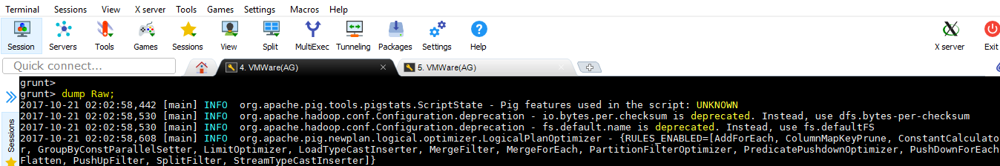 Terminal Sessions View X server Tools Games Settings Macros Help
Session Servers Tools Games Sessions View Split MultiExec Tunneling Packages Settings Help X server Exit
Quick connect... 4. VMWare(AG) 5. VMWare(AG)
Sessions
grunt>
grunt> dump Raw;
2017-10-21 02:02:58,442 [main] INFO  org.apache.pig.tools.pigstats.ScriptState - Pig features used in the script: UNKNOWN
2017-10-21 02:02:58,530 [main] INFO  org.apache.hadoop.conf.Configuration.deprecation - io.bytes.per.checksum is deprecated. Instead, use dfs.bytes-per-checksum
2017-10-21 02:02:58,530 [main] INFO  org.apache.hadoop.conf.Configuration.deprecation - fs.default.name is deprecated. Instead, use fs.defaultFS
2017-10-21 02:02:58,608 [main] INFO  org.apache.pig.newplan.logical.optimizer.LogicalPlanOptimizer - {RULES_ENABLED=[AddForEach, ColumnMapKeyPrune, ConstantCalculato
r, GroupByConstParallelSetter, LimitOptimizer, LoadTypeCastInserter, MergeFilter, MergeForEach, PartitionFilterOptimizer, PredicatePushdownOptimizer, PushDownForEach
Flatten, PushUpFilter, SplitFilter, StreamTypeCastInserter]}